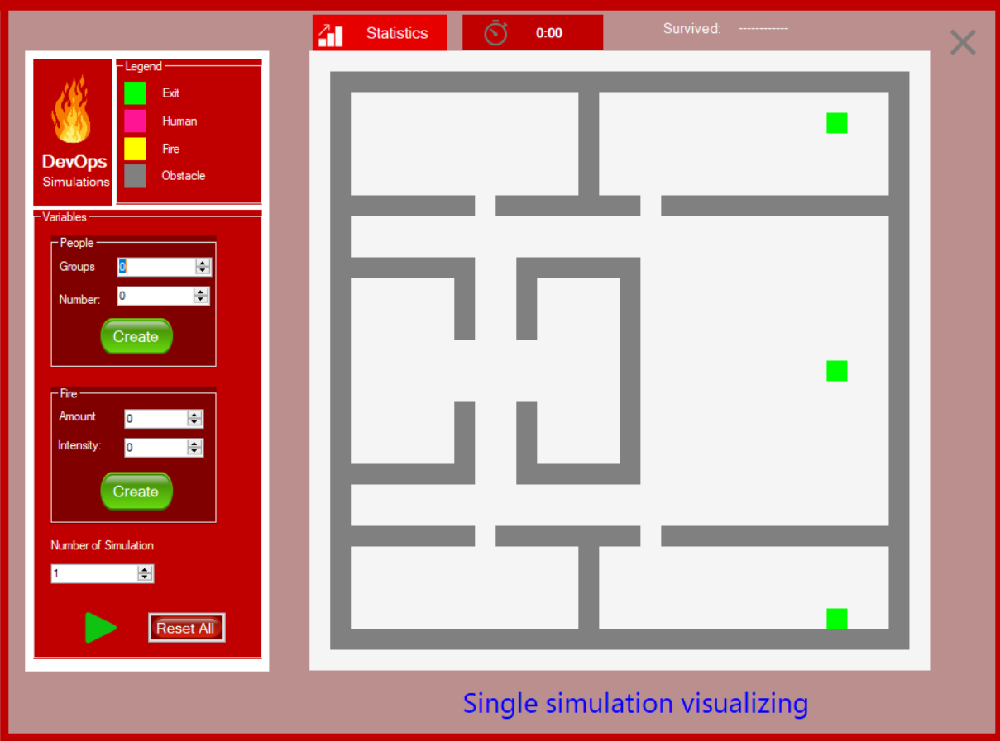 Statistics
0:00
Survived: ------------
Legend
Exit
Human
Fire
Obstacle
DevOps
Simulations
Variables
People
Groups 0
Number: 0
Create
Fire
Amount 0
Intensity: 0
Create
Number of Simulation
1
Reset All
Single simulation visualizing